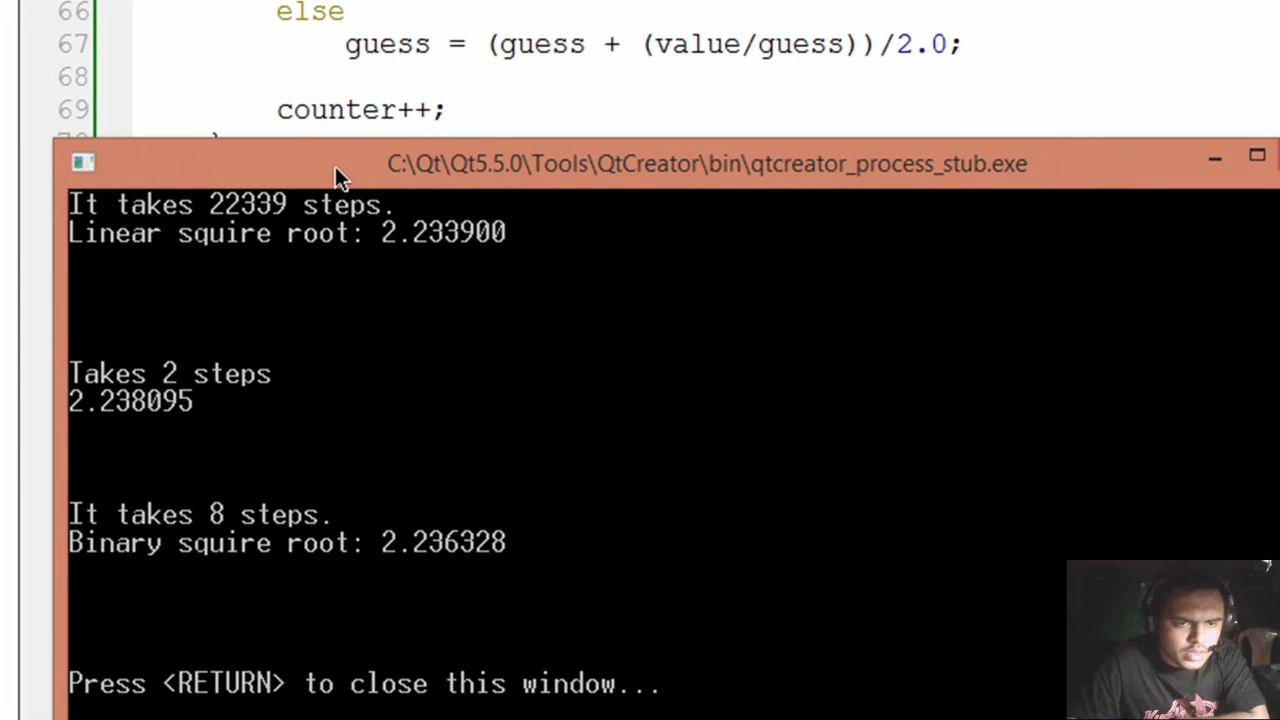 66 else
67 guess = (guess + (value/guess))/2.0;
68
69 counter++;
C:\Qt\Qt5.5.0\Tools\QtCreator\bin\qtcreator_process_stub.exe
It takes 22339 steps.
Linear squire root: 2.233900
Takes 2 steps
2.238095
It takes 8 steps.
Binary squire root: 2.236328
Press <RETURN> to close this window...